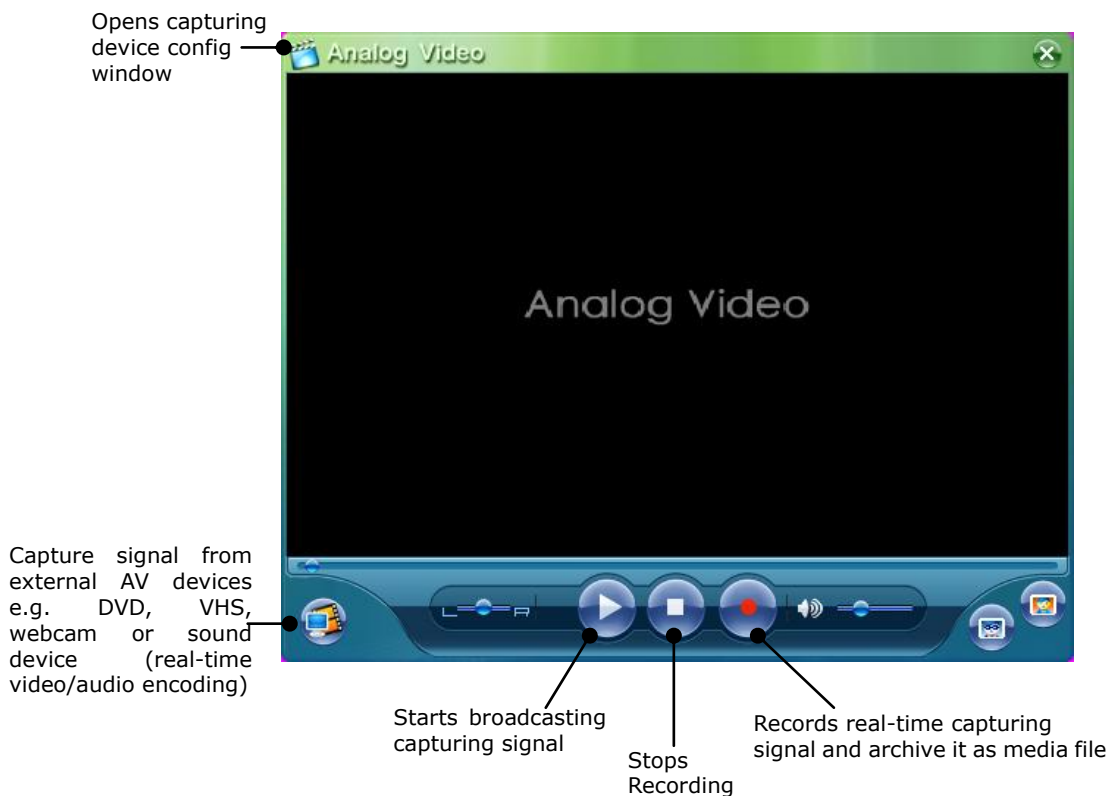 Opens capturing
device config
window
Analog Video
Analog Video
Capture signal from
external AV devices
e.g. DVD, VHS,
webcam or sound
device (real-time
video/audio encoding)
L R
Starts broadcasting
capturing signal
Stops
Recording
Records real-time capturing
signal and archive it as media file